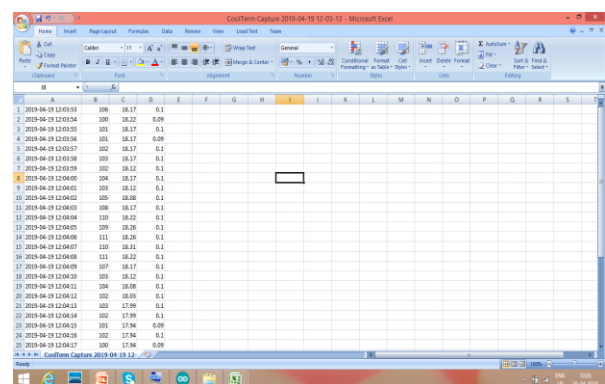 CoolTerm Capture 2019-04-19 12-03-13 - Microsoft Excel
Home Insert Page Layout Formulas Data Review View Load Test Team
Cut
Copy
Format Painter
Paste
Clipboard
Calibri 11
B I U
Font
Wrap Text
Merge & Center
Alignment
General
Number
Conditional Formatting
Format as Table
Cell Styles
Styles
Insert Delete Format
Cells
AutoSum
Fill
Clear
Sort & Filter
Find & Select
Editing
I8
A B C D E F G H I J K L M N O P Q R S T
1 2019-04-19 12:03:53 106 18.17 0.1
2 2019-04-19 12:03:54 100 18.22 0.09
3 2019-04-19 12:03:55 101 18.17 0.1
4 2019-04-19 12:03:56 101 18.17 0.09
5 2019-04-19 12:03:57 102 18.17 0.1
6 2019-04-19 12:03:58 103 18.17 0.1
7 2019-04-19 12:03:59 102 18.12 0.1
8 2019-04-19 12:04:00 104 18.17 0.1
9 2019-04-19 12:04:01 103 18.12 0.1
10 2019-04-19 12:04:02 105 18.08 0.1
11 2019-04-19 12:04:03 108 18.17 0.1
12 2019-04-19 12:04:04 110 18.22 0.1
13 2019-04-19 12:04:05 109 18.26 0.1
14 2019-04-19 12:04:06 111 18.26 0.1
15 2019-04-19 12:04:07 110 18.31 0.1
16 2019-04-19 12:04:08 111 18.22 0.1
17 2019-04-19 12:04:09 107 18.17 0.1
18 2019-04-19 12:04:10 103 18.12 0.1
19 2019-04-19 12:04:11 104 18.08 0.1
20 2019-04-19 12:04:12 102 18.03 0.1
21 2019-04-19 12:04:13 103 17.99 0.1
22 2019-04-19 12:04:14 102 17.99 0.1
23 2019-04-19 12:04:15 101 17.94 0.09
24 2019-04-19 12:04:16 102 17.94 0.1
25 2019-04-19 12:04:17 100 17.94 0.09
CoolTerm Capture 2019-04-19 12-
Ready 100%
ENG 12:05